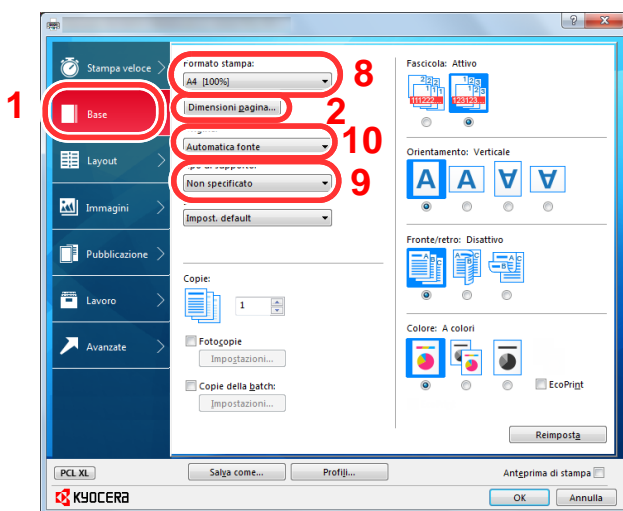 Stampa veloce
1
Base
Layout
Immagini
Pubblicazione
Lavoro
Avanzate
Formato stampa:
A4 [100%]
8
Dimensioni pagina...
2
Automatica fonte
10
Non specificato
9
Impost. default
Copie:
1
Fotocopie
Impostazioni...
Copie della batch:
Impostazioni...
Fascicola: Attivo
111222...
123123...
Orientamento: Verticale
A A A A
Fronte/retro: Disattivo
Colore: A colori
EcoPrint
Reimposta
PCL XL
Salva come...
Profili...
Anteprima di stampa
KYOCERA
OK
Annulla